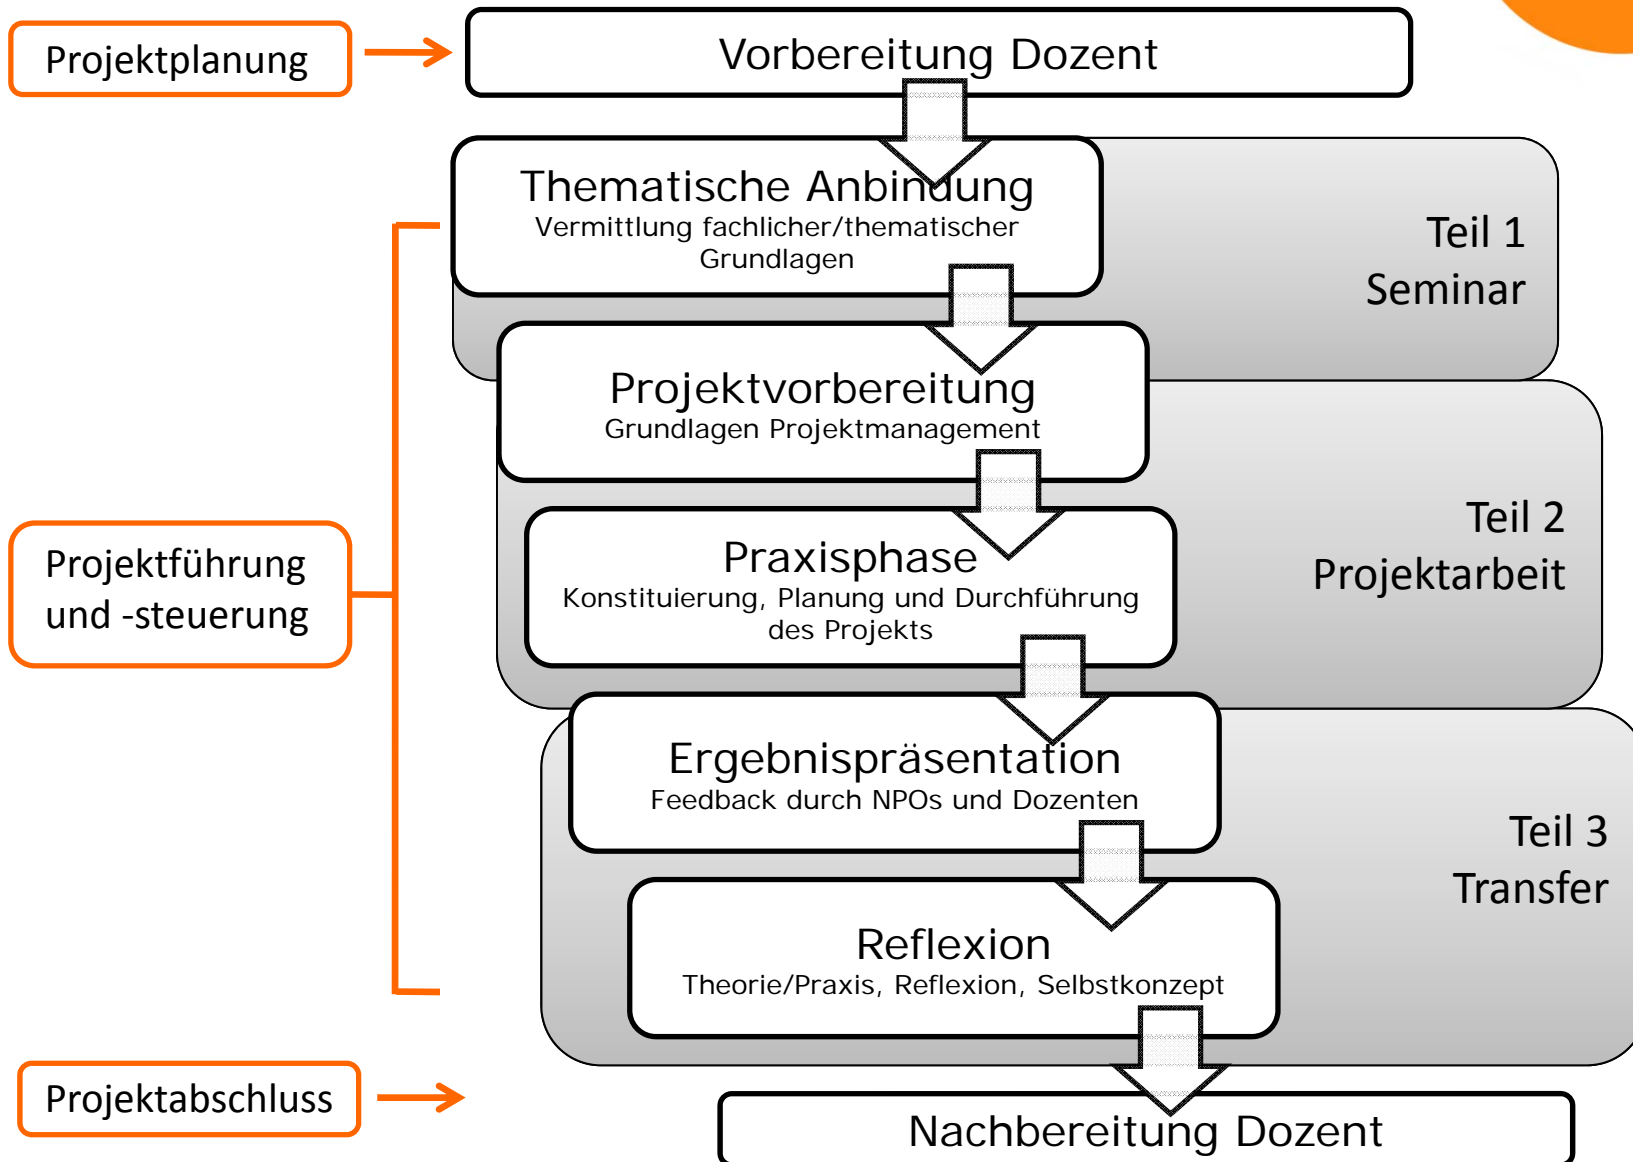 Projektplanung
Vorbereitung Dozent
Thematische Anbindung
Vermittlung fachlicher/thematischer
Grundlagen
Teil 1
Seminar
Projektvorbereitung
Grundlagen Projektmanagement
Teil 2
Projektarbeit
Praxisphase
Konstituierung, Planung und Durchführung
des Projekts
Projektführung
und -steuerung
Ergebnispräsentation
Feedback durch NPOs und Dozenten
Teil 3
Transfer
Reflexion
Theorie/Praxis, Reflexion, Selbstkonzept
Projektabschluss
Nachbereitung Dozent